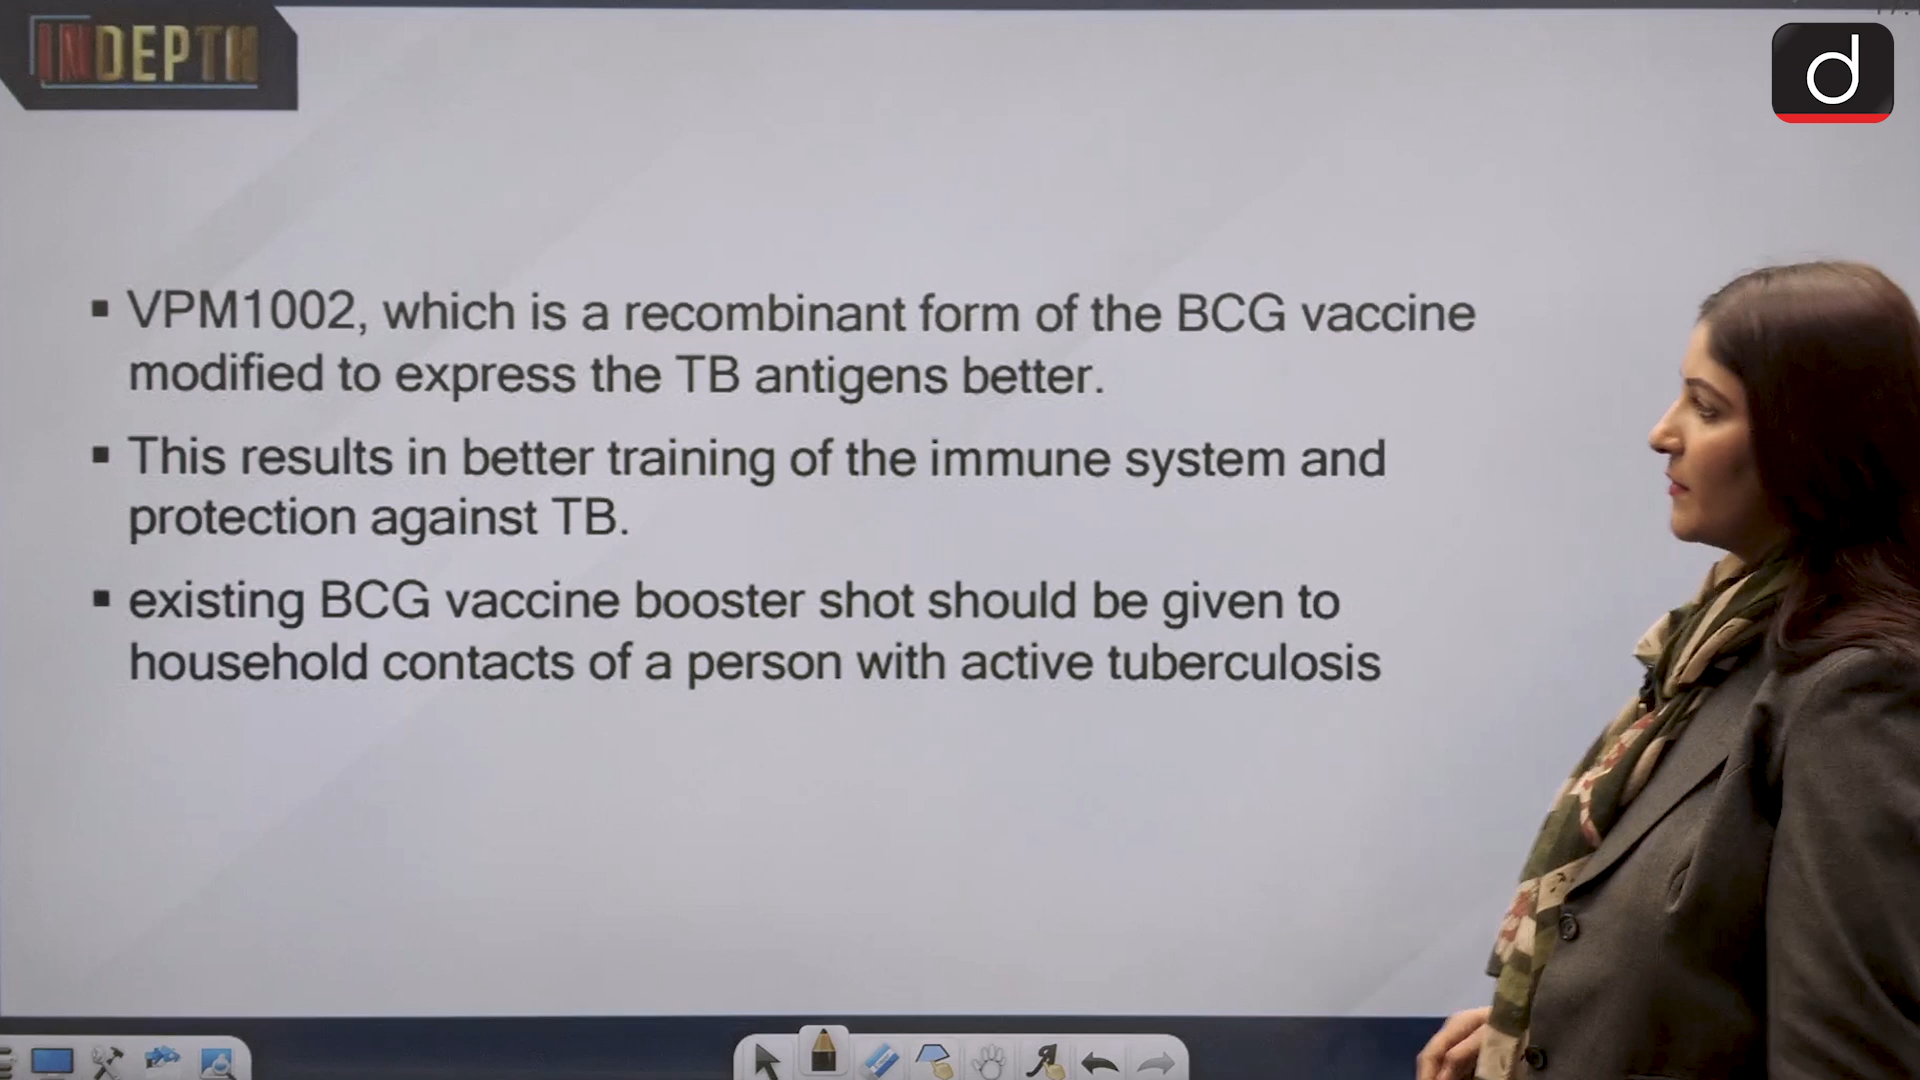 INDEPTH
d
▪ VPM1002, which is a recombinant form of the BCG vaccine
modified to express the TB antigens better.
▪ This results in better training of the immune system and
protection against TB.
▪ existing BCG vaccine booster shot should be given to
household contacts of a person with active tuberculosis